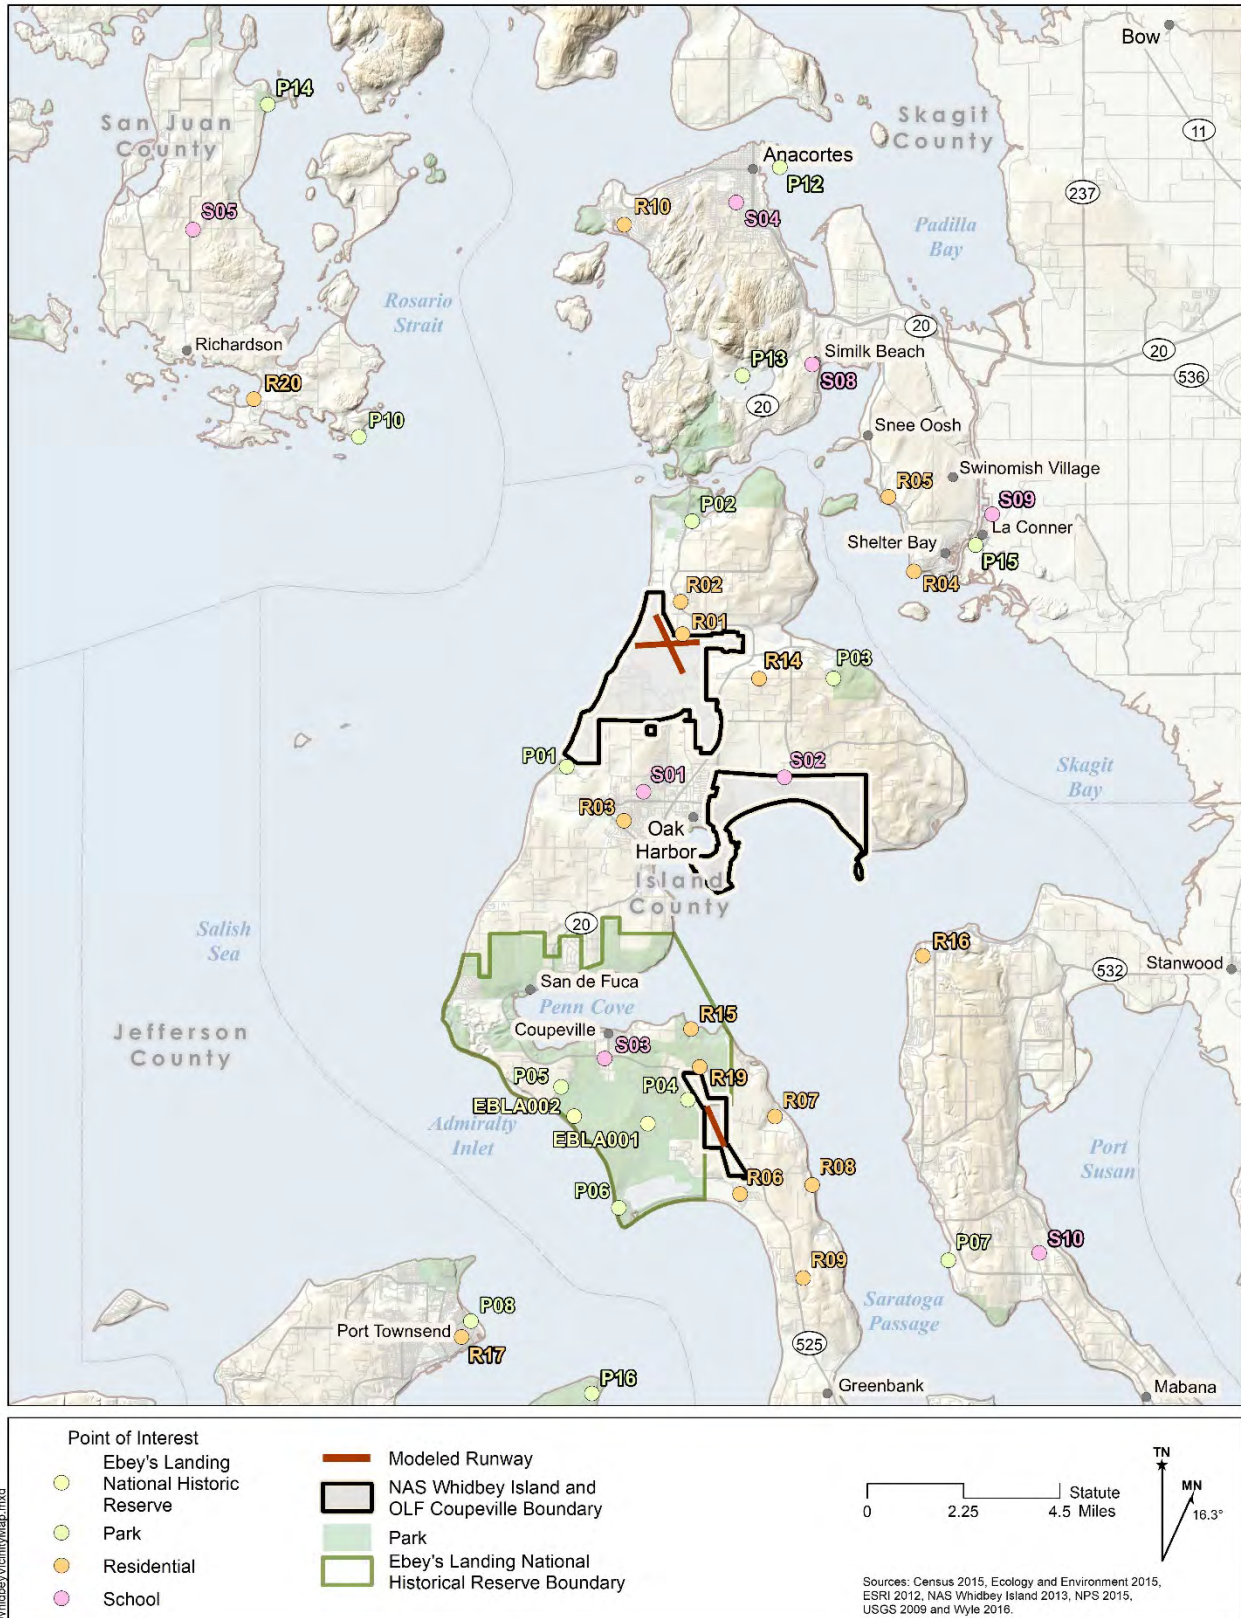 Bow
P14
San Juan
County
Skagit
County
11
Anacortes
P12
237
S05
R10
S04
Padilla
Bay
Rosario
Strait
20
Richardson
Similk Beach
20
P13
S08
536
R20
20
P10
Snee Oosh
Swinomish Village
R05
S09
P02
La Conner
Shelter Bay
P15
R04
R02
R01
R14
P03
P01
S01
S02
Skagit
Bay
R03
Oak
Harbor
Island
County
20
Salish
Sea
R16
532
Stanwood
San de Fuca
Penn Cove
Jefferson
County
Coupeville
R15
S03
R19
P05
P04
EBLA002
R07
Admiralty
Inlet
EBLA001
Port
Susan
R08
R06
P06
P07
S10
R09
Saratoga
Passage
P08
Port Townsend
R17
525
P16
Greenbank
Mabana
Point of Interest
Ebey's Landing
National Historic
Reserve
Park
Residential
School
Modeled Runway
NAS Whidbey Island and
OLF Coupeville Boundary
Park
Ebey's Landing National
Historical Reserve Boundary
Statute
0 2.25 4.5 Miles
TN
MN
16.3°
Sources: Census 2015, Ecology and Environment 2015,
ESRI 2012, NAS Whidbey Island 2013, NPS 2015,
USGS 2009 and Wyle 2016.